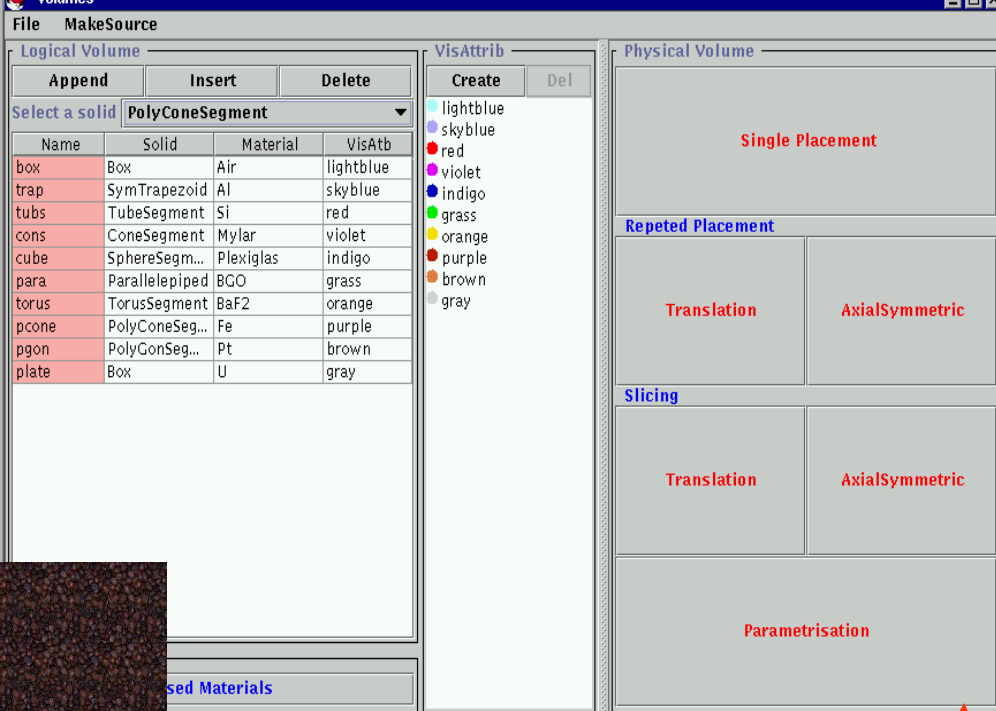 Volumes
File MakeSource
Logical Volume
Append Insert Delete
Select a solid PolyConeSegment
Name Solid Material VisAtb
box Box Air lightblue
trap SymTrapezoid Al skyblue
tubs TubeSegment Si red
cons ConeSegment Mylar violet
cube SphereSegm... Plexiglas indigo
para Parallelepiped BGO grass
torus TorusSegment BaF2 orange
pcone PolyConeSeg... Fe purple
pgon PolyGonSeg... Pt brown
plate Box U gray
sed Materials
VisAttrib
Create Del
lightblue
skyblue
red
violet
indigo
grass
orange
purple
brown
gray
Physical Volume
Single Placement
Repeted Placement
Translation AxialSymmetric
Slicing
Translation AxialSymmetric
Parametrisation